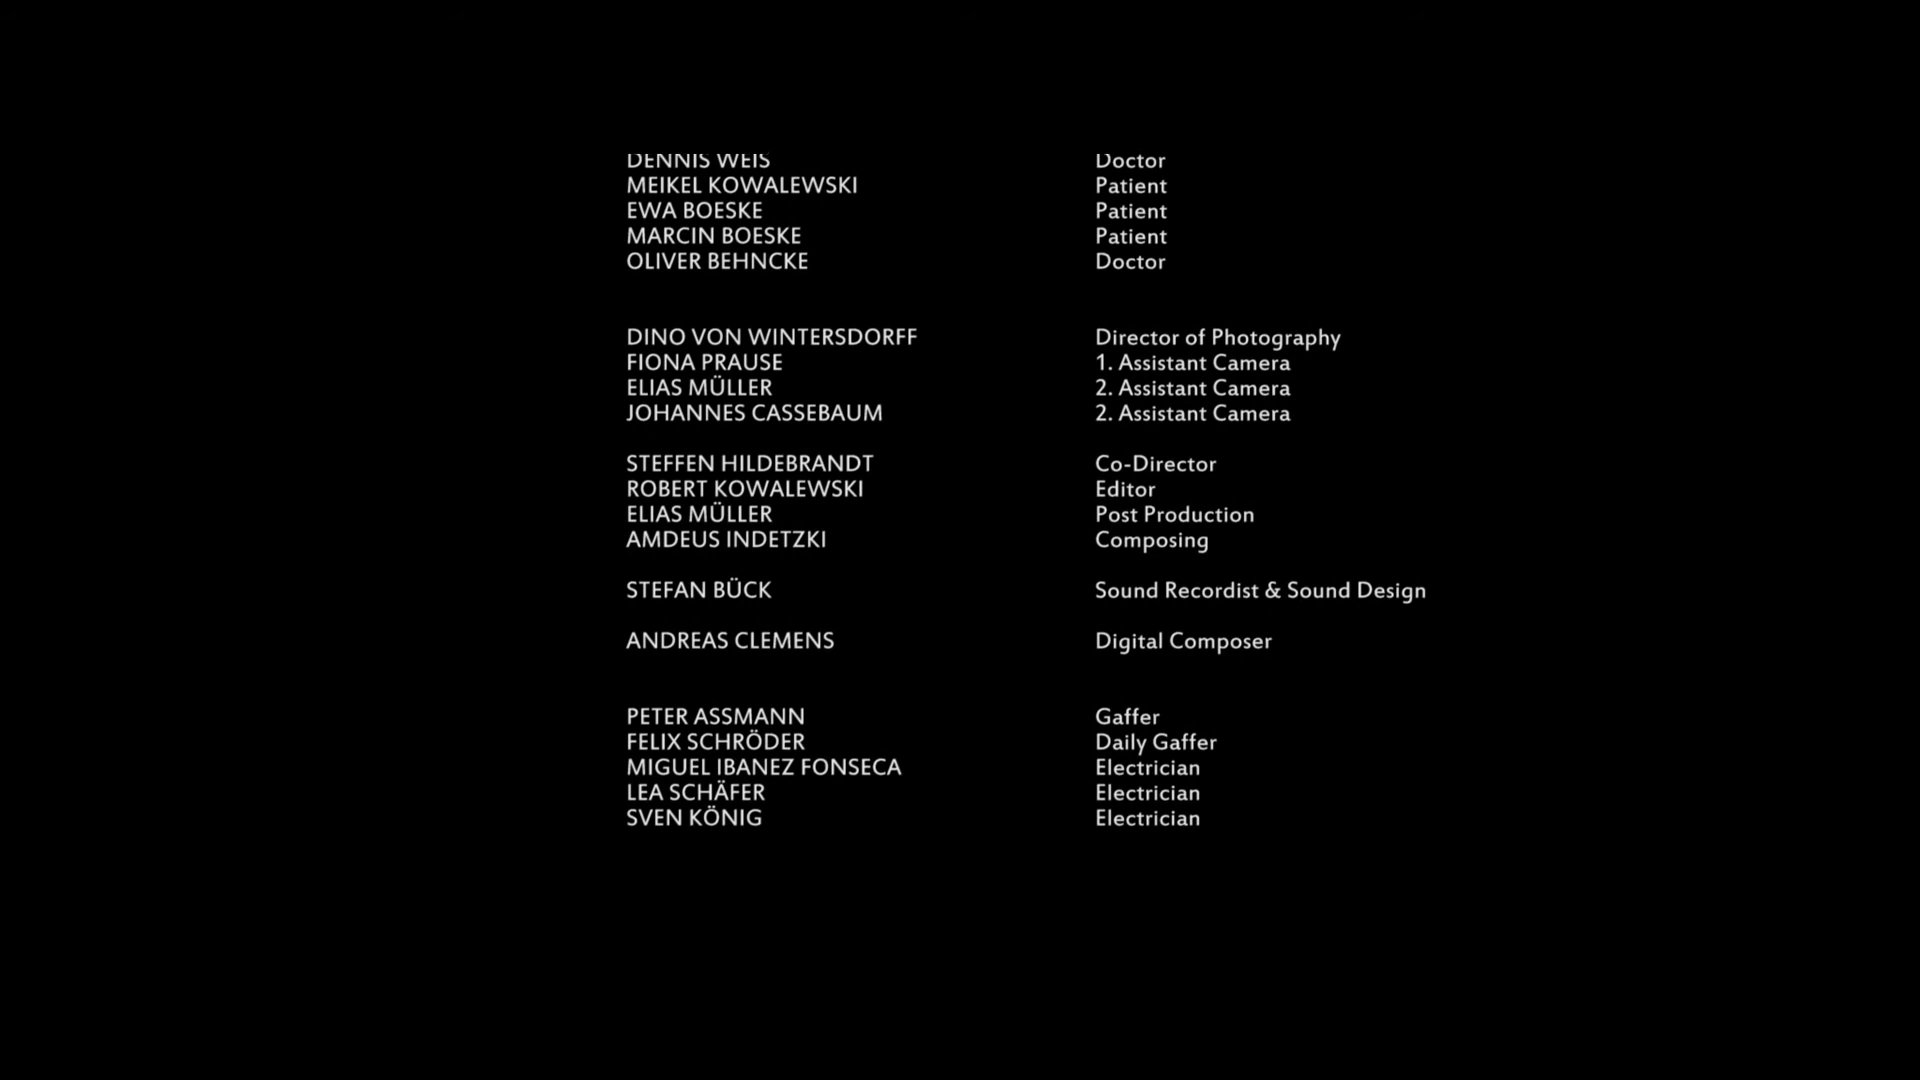 DENNIS WEIS Doctor
MEIKEL KOWALEWSKI Patient
EWA BOESKE Patient
MARCIN BOESKE Patient
OLIVER BEHNCKE Doctor
DINO VON WINTERSDORFF Director of Photography
FIONA PRAUSE 1. Assistant Camera
ELIAS MÜLLER 2. Assistant Camera
JOHANNES CASSEBAUM 2. Assistant Camera
STEFFEN HILDEBRANDT Co-Director
ROBERT KOWALEWSKI Editor
ELIAS MÜLLER Post Production
AMDEUS INDETZKI Composing
STEFAN BÜCK Sound Recordist & Sound Design
ANDREAS CLEMENS Digital Composer
PETER ASSMANN Gaffer
FELIX SCHRÖDER Daily Gaffer
MIGUEL IBANEZ FONSECA Electrician
LEA SCHÄFER Electrician
SVEN KÖNIG Electrician